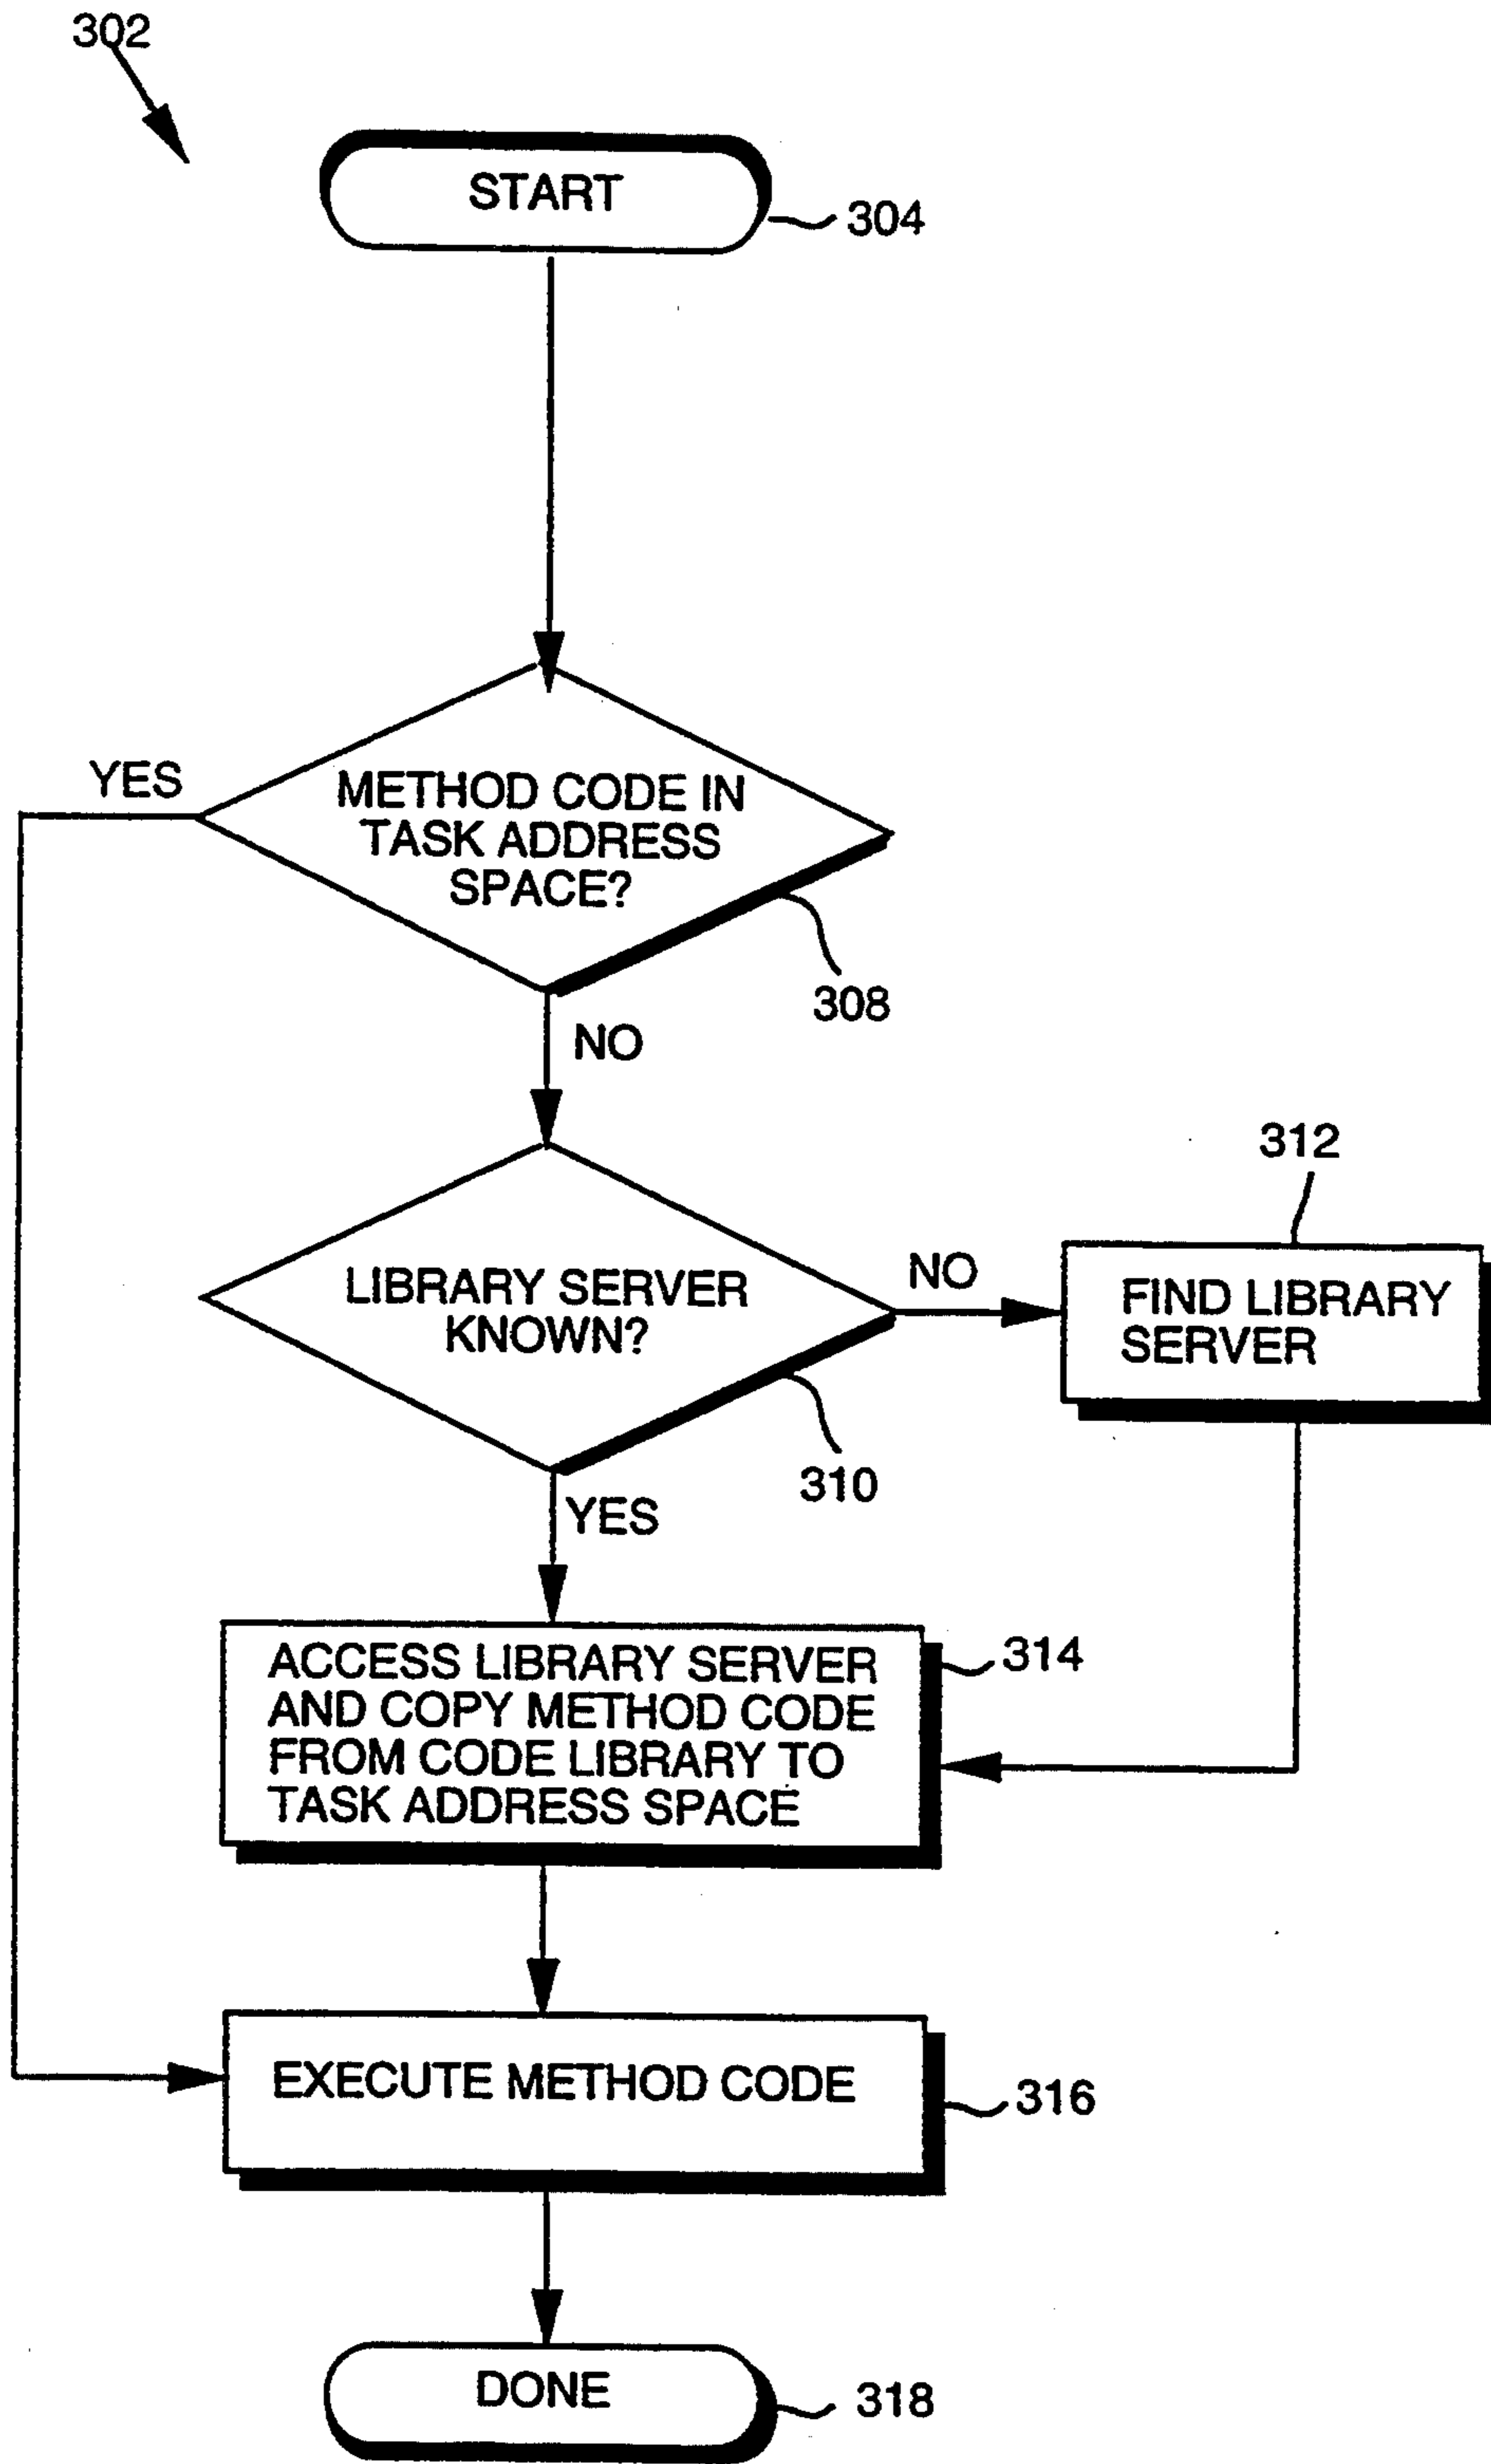 302
START
304
YES
METHOD CODE IN
TASK ADDRESS
SPACE?
308
NO
312
LIBRARY SERVER
KNOWN?
NO
FIND LIBRARY
SERVER
310
YES
ACCESS LIBRARY SERVER
AND COPY METHOD CODE
FROM CODE LIBRARY TO
TASK ADDRESS SPACE
314
EXECUTE METHOD CODE
316
DONE
318